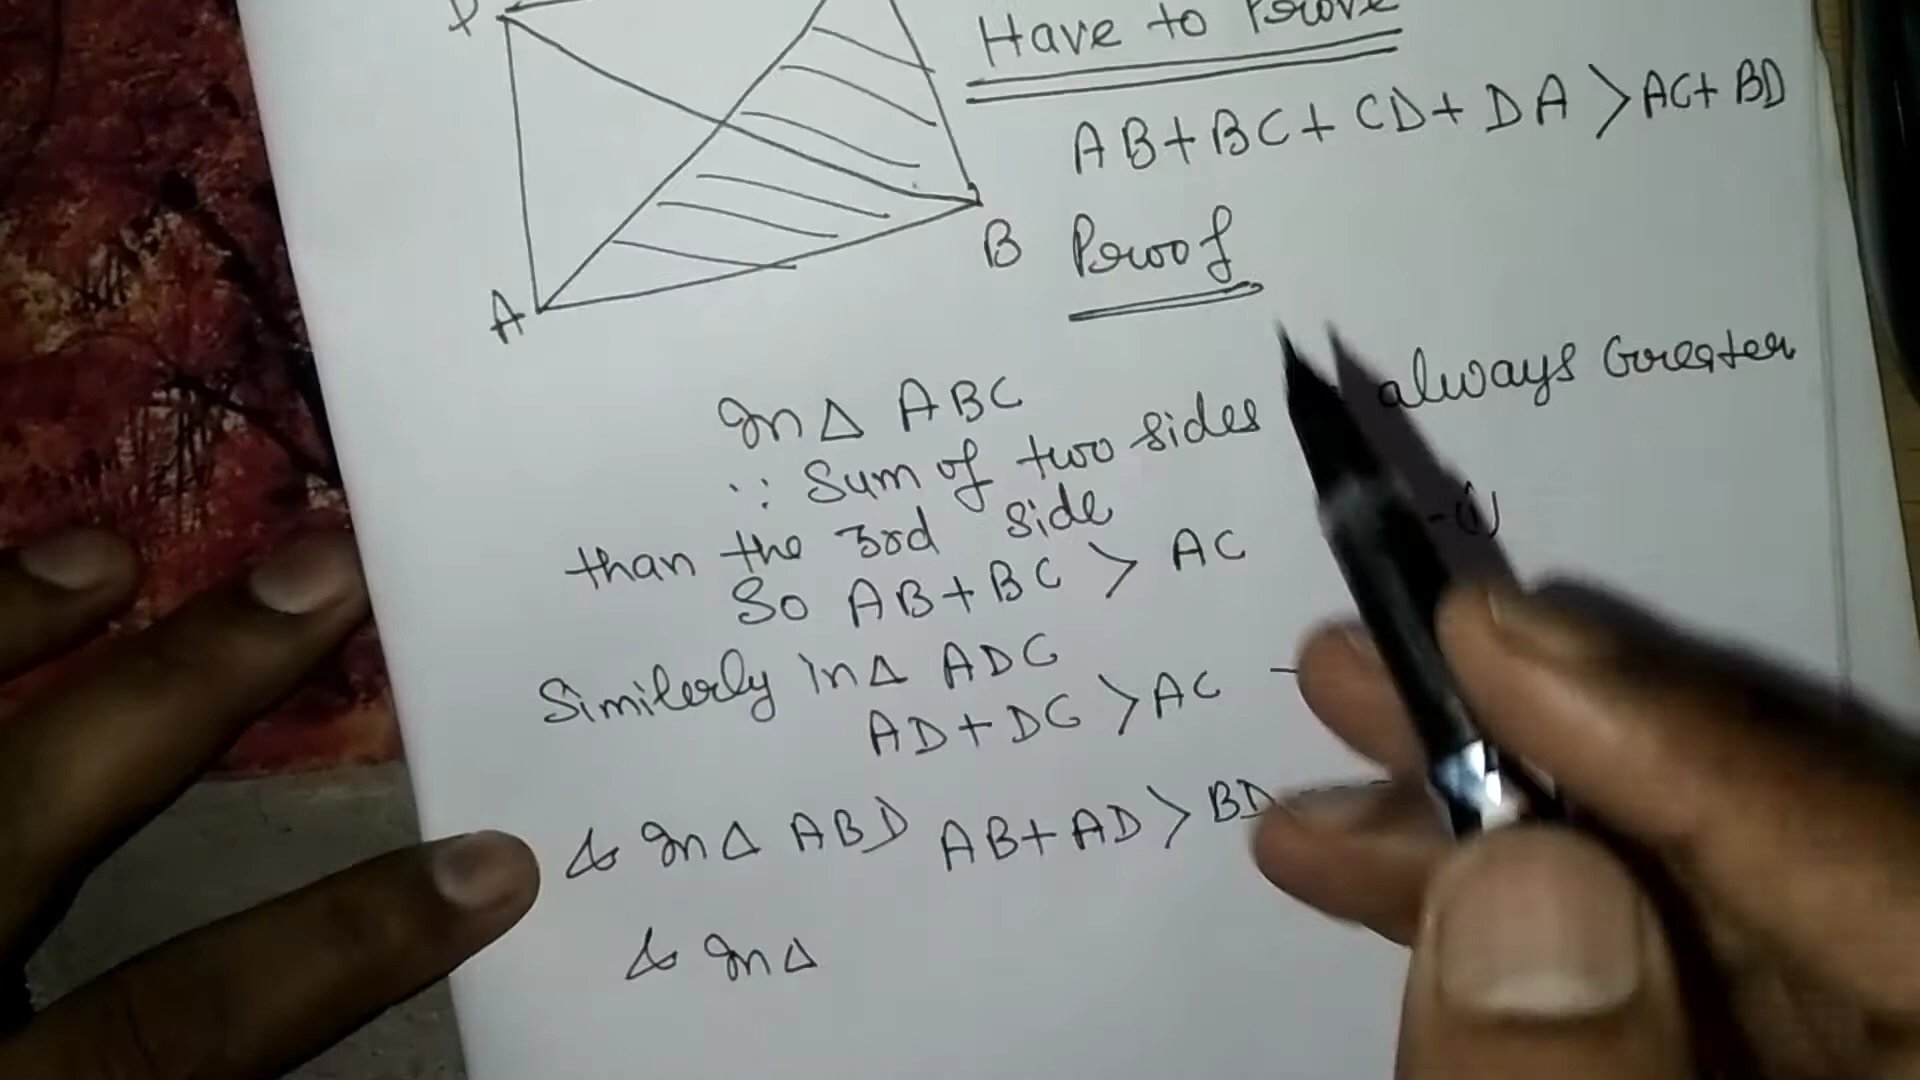 Have to Prove
AB+BC+CD+DA > AC+ BD
B
Proof
A
In Δ ABC
∵ Sum of two sides always Greater
than the 3rd side
So AB+BC > AC -(i)
Similerly in Δ ADC
AD+DC > AC -
& In Δ ABD AB+AD > BD
& In Δ